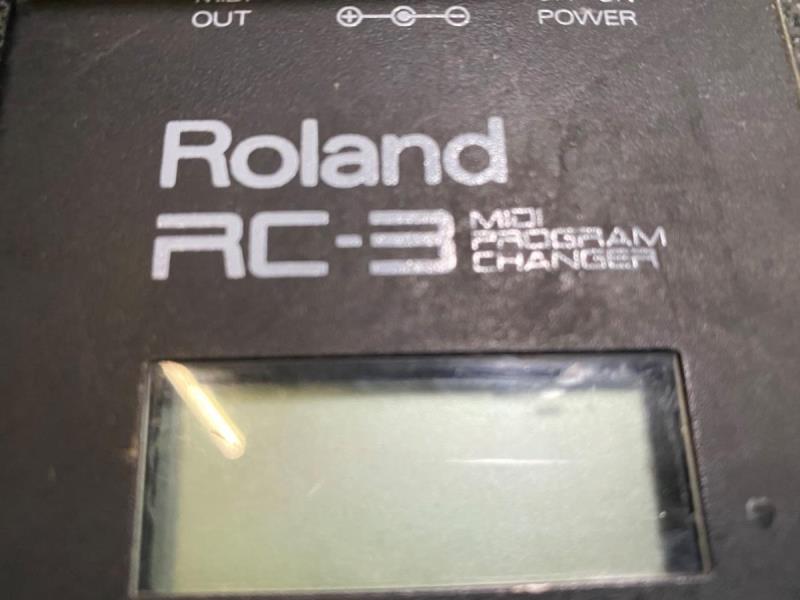 OUT
POWER
Roland
RC-3 MIDI
PROGRAM
CHANGER